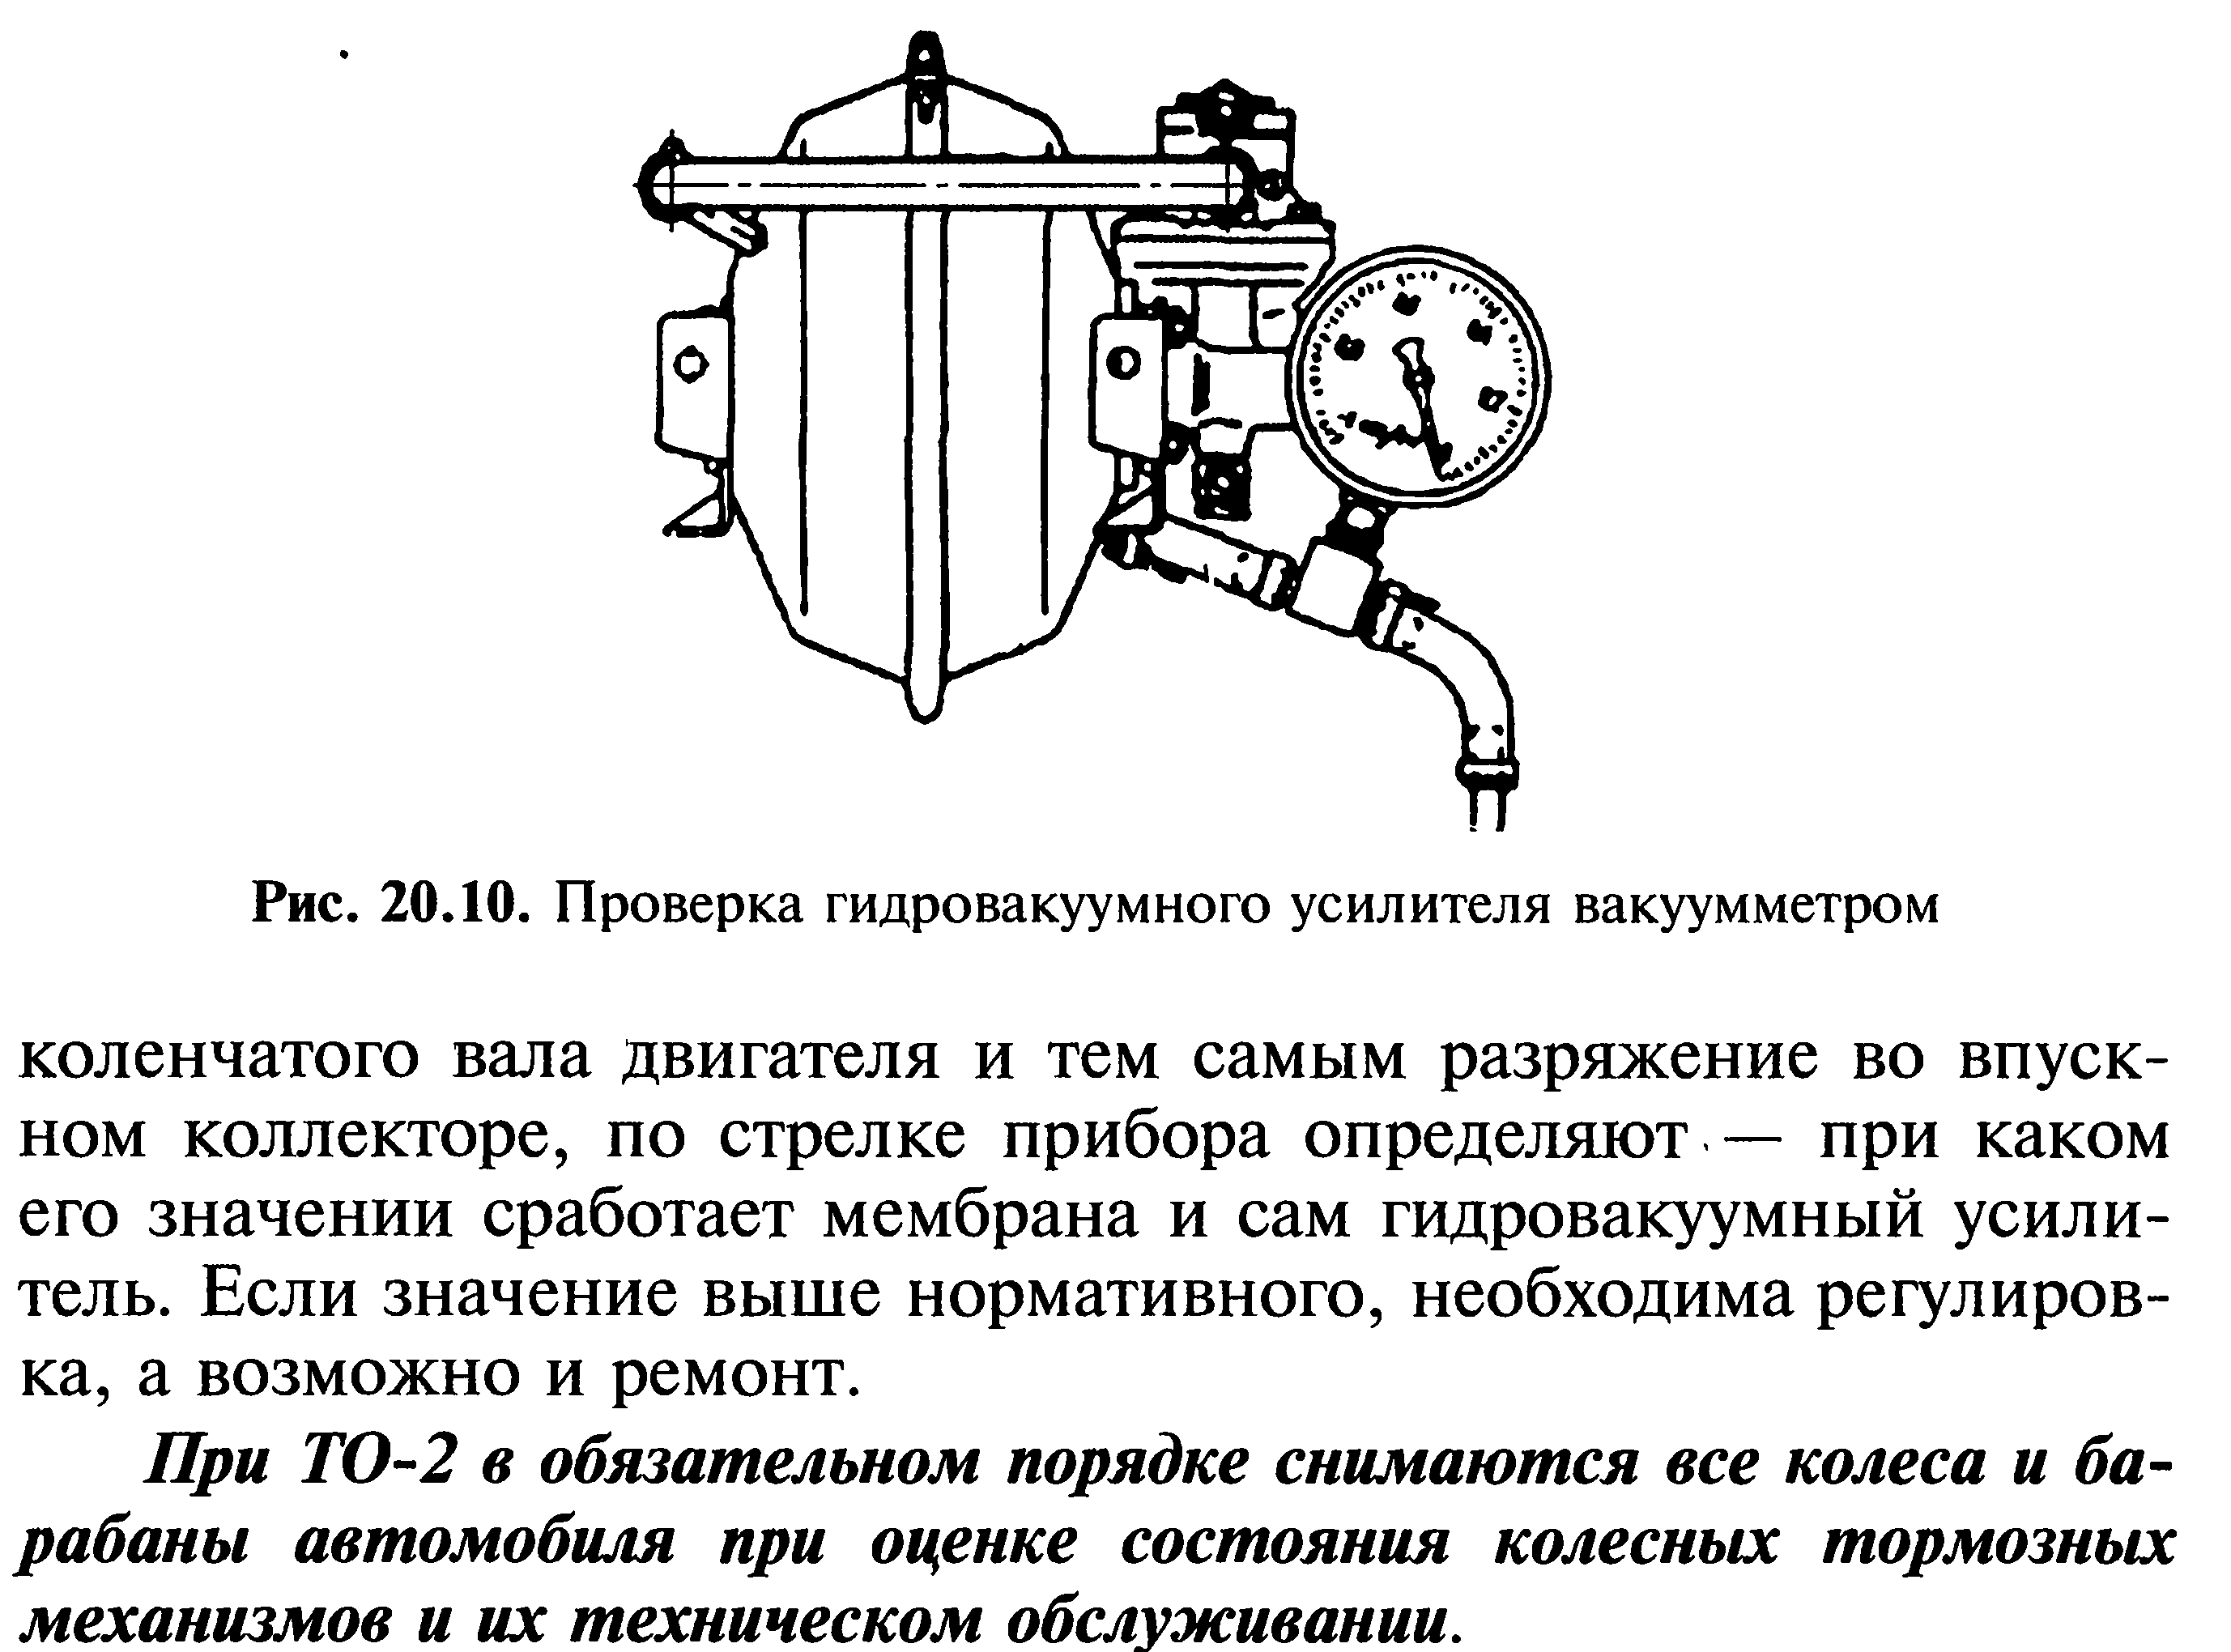 Рис. 20.10. Проверка гидровакуумного усилителя вакуумметром
коленчатого вала двигателя и тем самым разряжение во впуск-
ном коллекторе, по стрелке прибора определяют — при каком
его значении сработает мембрана и сам гидровакуумный усили-
тель. Если значение выше нормативного, необходима регулиров-
ка, а возможно и ремонт.
При ТО-2 в обязательном порядке снимаются все колеса и ба-
рабаны автомобиля при оценке состояния колесных тормозных
механизмов и их техническом обслуживании.